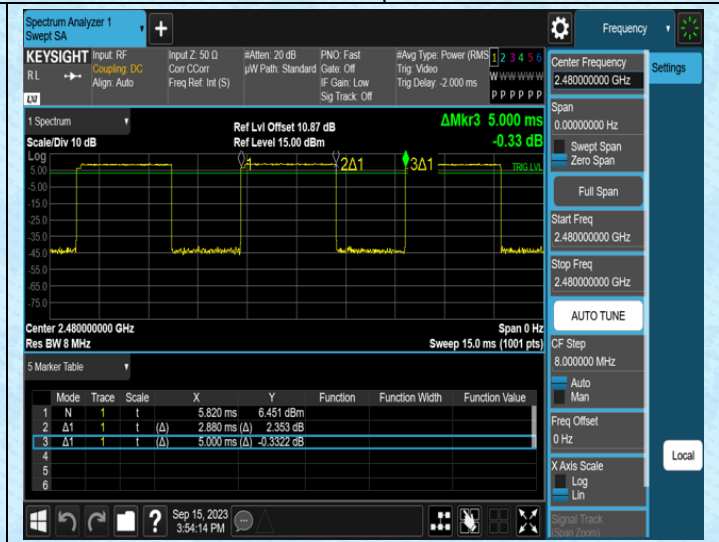 Spectrum Analyzer 1
Swept SA
+
Frequency
KEYSIGHT Input: RF Input Z: 50 Ω #Atten: 20 dB PNO: Fast #Avg Type: Power (RMS 1 2 3 4 5 6
RL Coupling: DC Corr CCorr µW Path: Standard Gate: Off Trig: Video W W W W W W
Align: Auto Freq Ref: Int (S) IF Gain: Low Trig Delay: -2.000 ms
Sig Track: Off P P P P P P
LXI
1 Spectrum
Scale/Div 10 dB
Ref Lvl Offset 10.87 dB
Ref Level 15.00 dBm
ΔMkr3 5.000 ms
-0.33 dB
Log
5.00
-5.00
-15.0
-25.0
-35.0
-45.0
-55.0
-65.0
-75.0
1
2Δ1
3Δ1
TRIG LVL
Center 2.480000000 GHz Span 0 Hz
Res BW 8 MHz Sweep 15.0 ms (1001 pts)
5 Marker Table
Mode Trace Scale X Y Function Function Width Function Value
1 N 1 t 5.820 ms 6.451 dBm
2 Δ1 1 t (Δ) 2.880 ms (Δ) 2.353 dB
3 Δ1 1 t (Δ) 5.000 ms (Δ) -0.3322 dB
4
5
6
?
Sep 15, 2023
3:54:14 PM
Center Frequency
2.480000000 GHz
Span
0.00000000 Hz
Swept Span
Zero Span
Full Span
Start Freq
2.480000000 GHz
Stop Freq
2.480000000 GHz
AUTO TUNE
CF Step
8.000000 MHz
Auto
Man
Freq Offset
0 Hz
X Axis Scale
Log
Lin
Signal Track
(Span Zoom)
Settings
Local